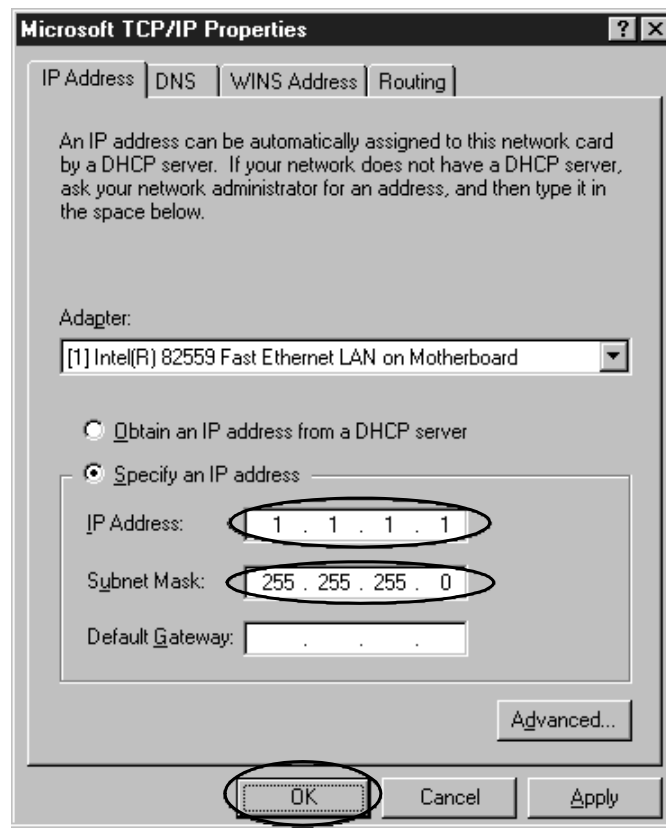 Microsoft TCP/IP Properties ? X
IP Address DNS WINS Address Routing
An IP address can be automatically assigned to this network card
by a DHCP server. If your network does not have a DHCP server,
ask your network administrator for an address, and then type it in
the space below.
Adapter:
[1] Intel(R) 82559 Fast Ethernet LAN on Motherboard
Obtain an IP address from a DHCP server
Specify an IP address
IP Address: 1 . 1 . 1 . 1
Subnet Mask: 255 . 255 . 255 . 0
Default Gateway: . . .
Advanced...
OK Cancel Apply